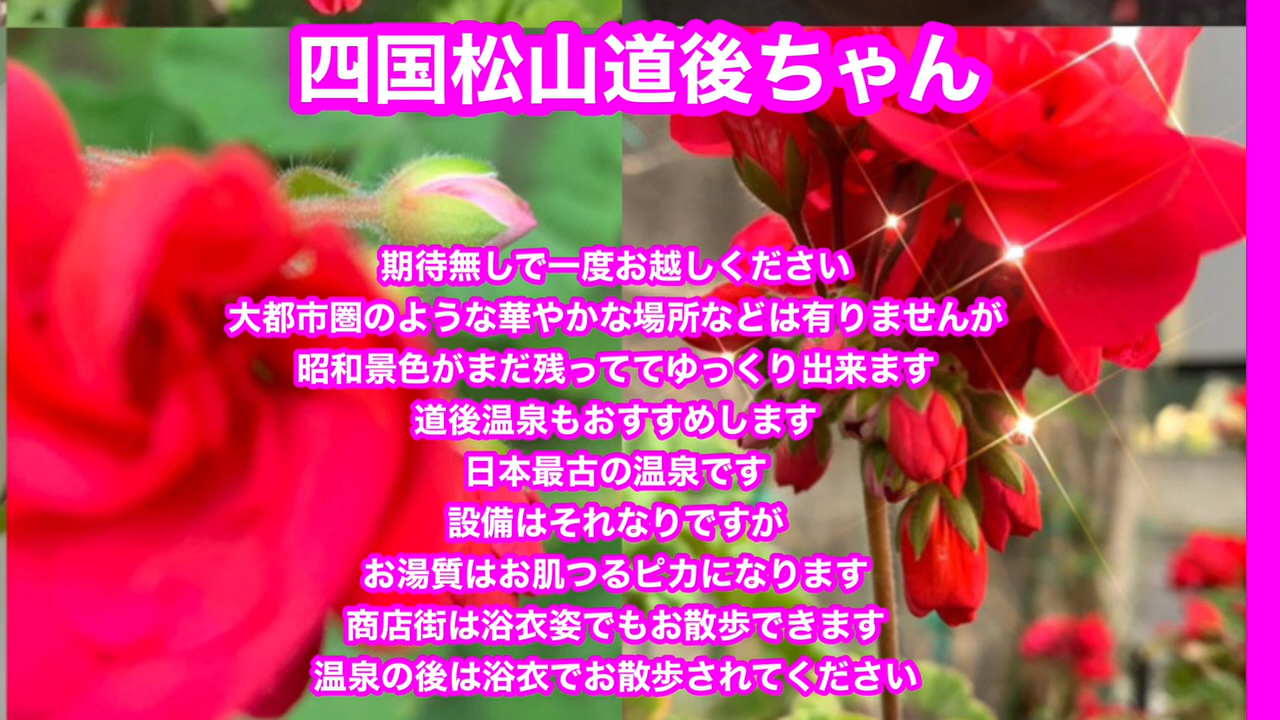 四国松山道後ちゃん
期待無しで一度お越しください
大都市圏のような華やかな場所などは有りませんが
昭和景色がまだ残っててゆっくり出来ます
道後温泉もおすすめします
日本最古の温泉です
設備はそれなりですが
お湯質はお肌つるピカになります
商店街は浴衣姿でもお散歩できます
温泉の後は浴衣でお散歩されてください